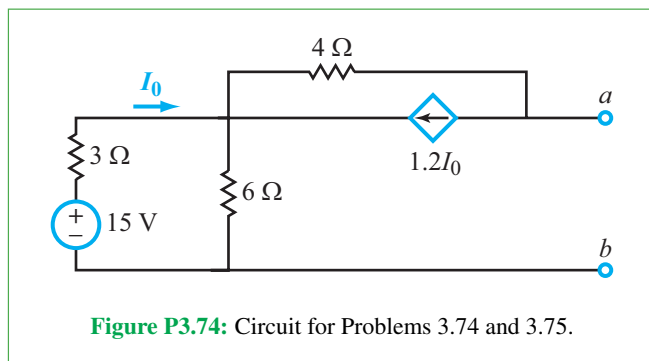 4 Ω
I₀
a
3 Ω
1.2I₀
6 Ω
+
−
15 V
b
Figure P3.74: Circuit for Problems 3.74 and 3.75.